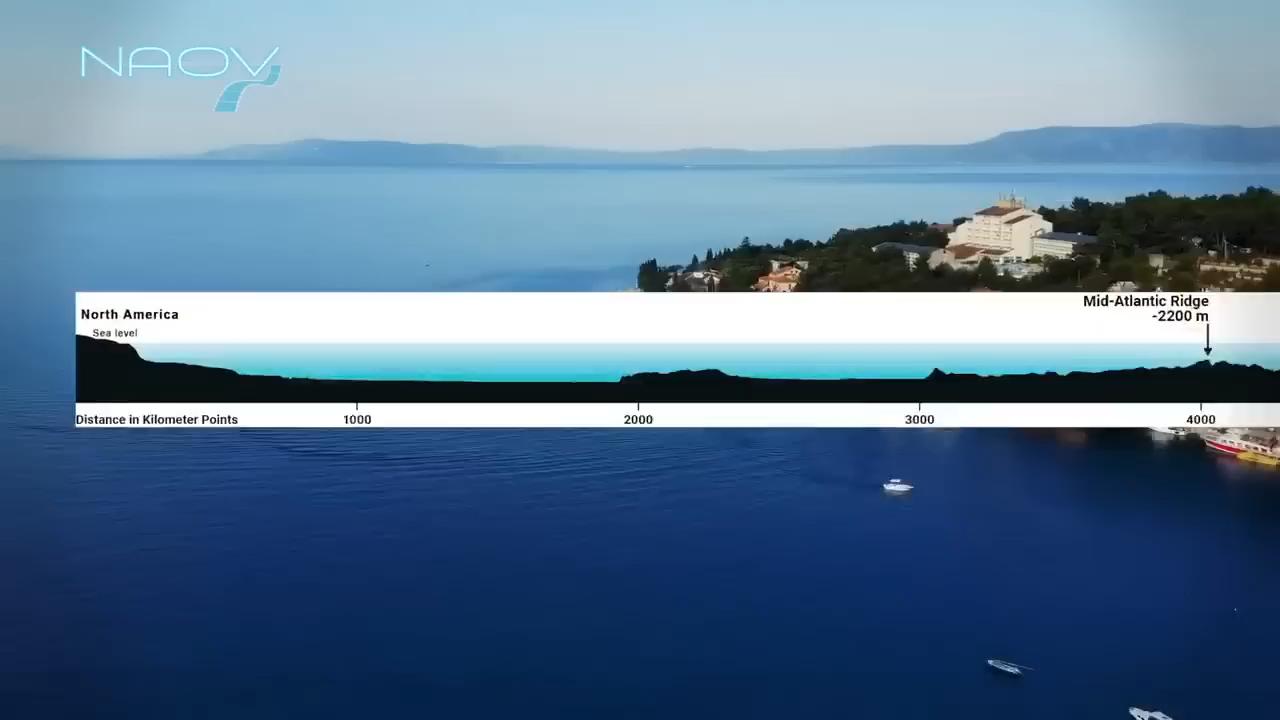 NAOV
North America
Sea level
Mid-Atlantic Ridge
-2200 m
Distance in Kilometer Points
1000
2000
3000
4000